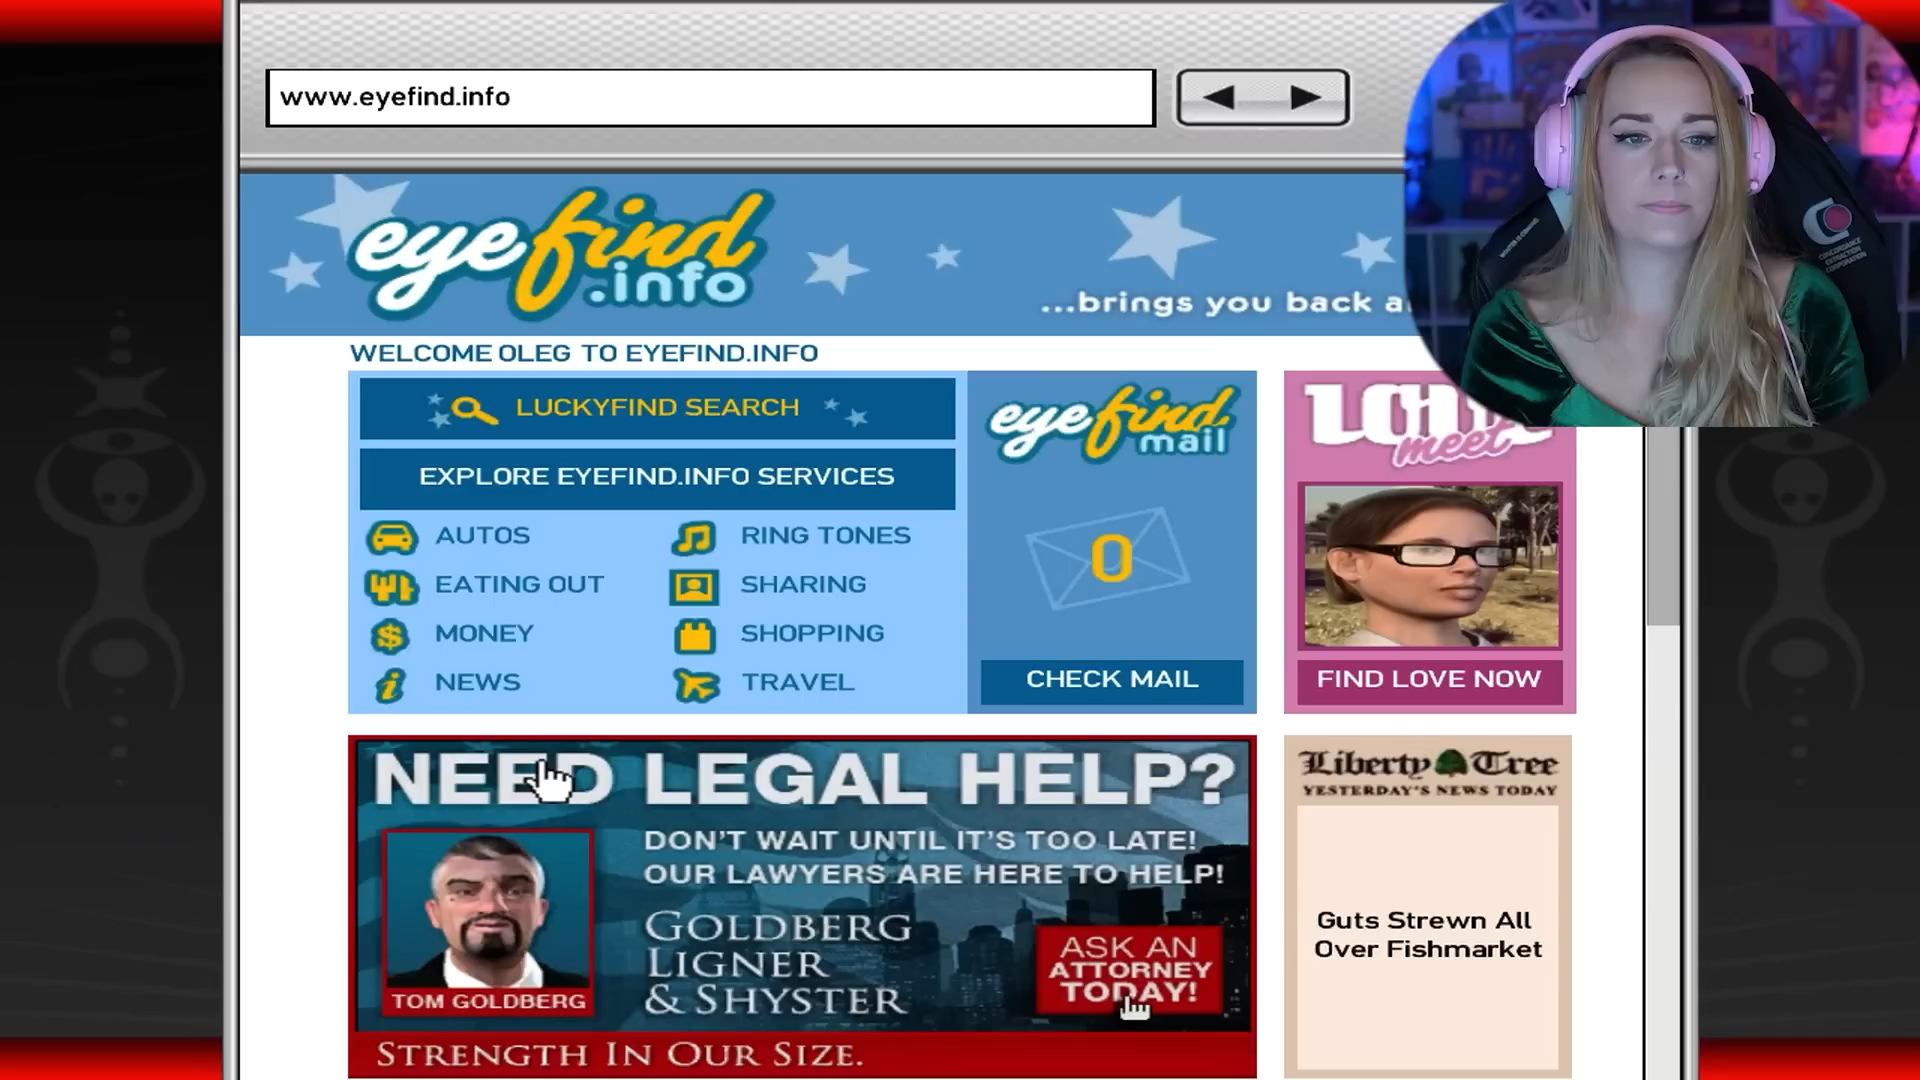 www.eyefind.info
eyefind
.info
...brings you back
WELCOME OLEG TO EYEFIND.INFO
LUCKYFIND SEARCH
EXPLORE EYEFIND.INFO SERVICES
AUTOS
RING TONES
EATING OUT
SHARING
MONEY
SHOPPING
NEWS
TRAVEL
eyefind
mail
0
CHECK MAIL
meet
FIND LOVE NOW
NEED LEGAL HELP?
DON'T WAIT UNTIL IT'S TOO LATE!
OUR LAWYERS ARE HERE TO HELP!
GOLDBERG
LIGNER
& SHYSTER
TOM GOLDBERG
ASK AN
ATTORNEY
TODAY!
STRENGTH IN OUR SIZE.
Liberty Tree
YESTERDAY'S NEWS TODAY
Guts Strewn All
Over Fishmarket